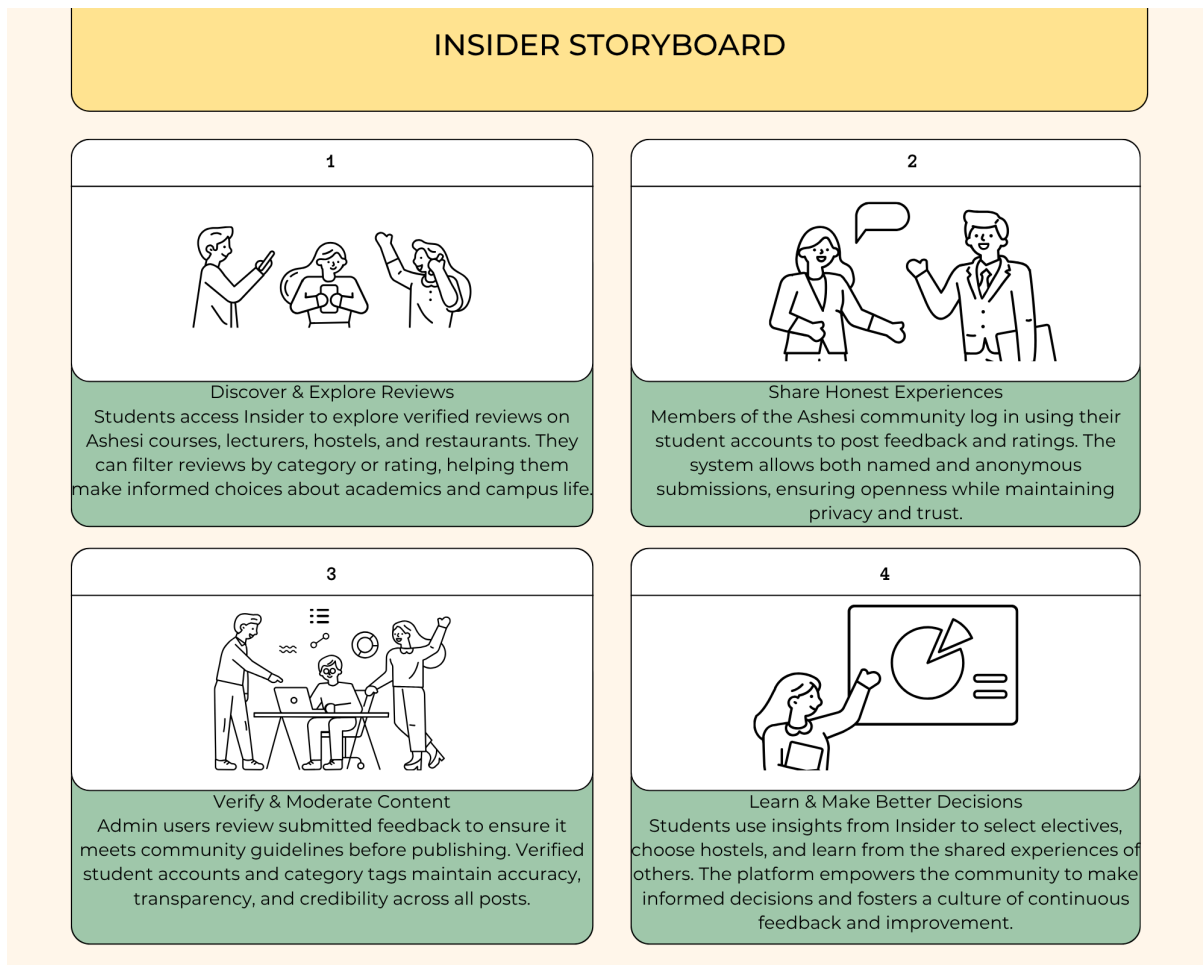 INSIDER STORYBOARD
1
Discover & Explore Reviews
Students access Insider to explore verified reviews on
Ashesi courses, lecturers, hostels, and restaurants. They
can filter reviews by category or rating, helping them
make informed choices about academics and campus life.
2
Share Honest Experiences
Members of the Ashesi community log in using their
student accounts to post feedback and ratings. The
system allows both named and anonymous
submissions, ensuring openness while maintaining
privacy and trust.
3
Verify & Moderate Content
Admin users review submitted feedback to ensure it
meets community guidelines before publishing. Verified
student accounts and category tags maintain accuracy,
transparency, and credibility across all posts.
4
Learn & Make Better Decisions
Students use insights from Insider to select electives,
choose hostels, and learn from the shared experiences of
others. The platform empowers the community to make
informed decisions and fosters a culture of continuous
feedback and improvement.